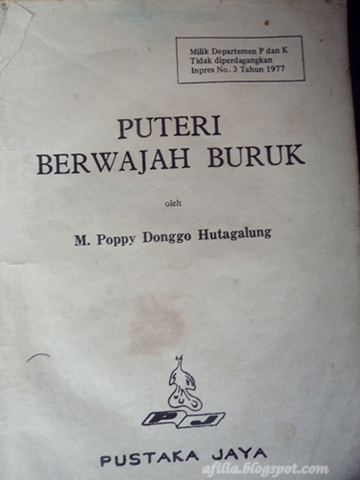 Milik Departemen P dan K
Tidak diperdagangkan
Inpres No. 3 Tahun 1977
PUTERI
BERWAJAH BURUK
oleh
M. Poppy Donggo Hutagalung
PJ
PUSTAKA JAYA
afilia.blogspot.com